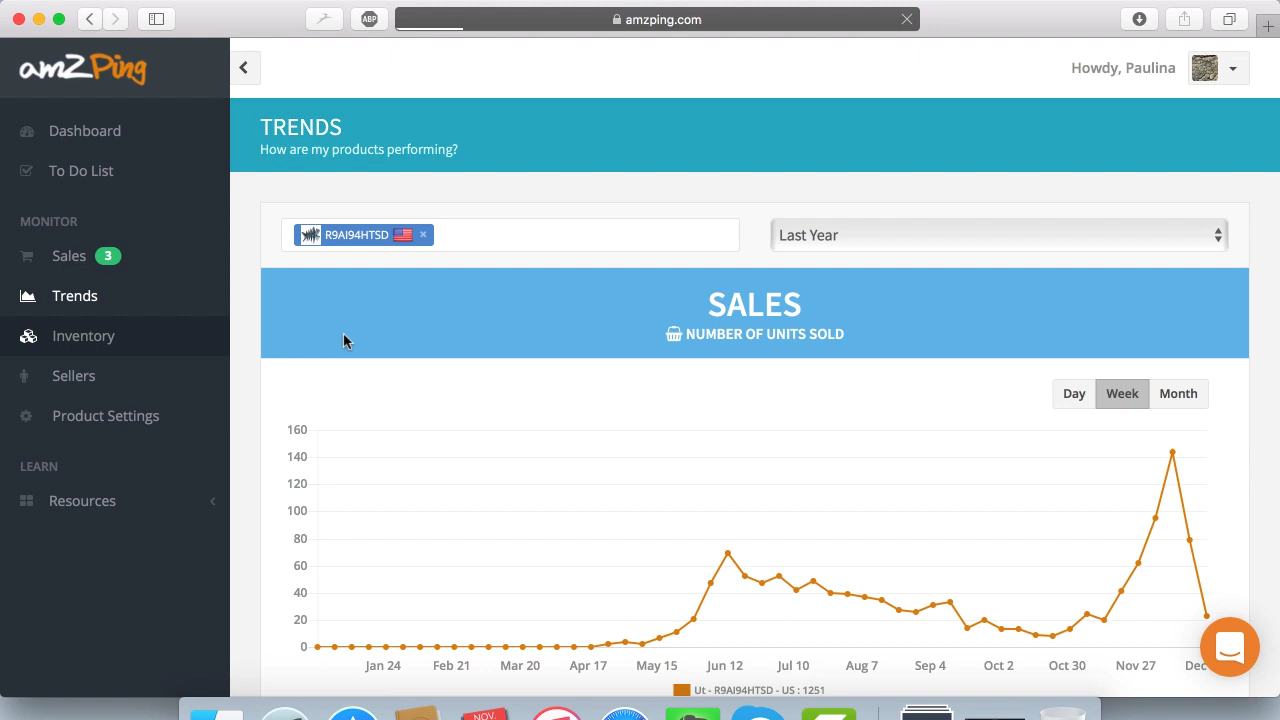 ABP
amzping.com
amzPing
Howdy, Paulina
Dashboard
To Do List
MONITOR
Sales 3
Trends
Inventory
Sellers
Product Settings
LEARN
Resources
TRENDS
How are my products performing?
R9AI94HTSD ×
Last Year
SALES
NUMBER OF UNITS SOLD
Day Week Month
160
140
120
100
80
60
40
20
0
Jan 24 Feb 21 Mar 20 Apr 17 May 15 Jun 12 Jul 10 Aug 7 Sep 4 Oct 2 Oct 30 Nov 27 Dec
Ut - R9AI94HTSD - US : 1251
NOV.